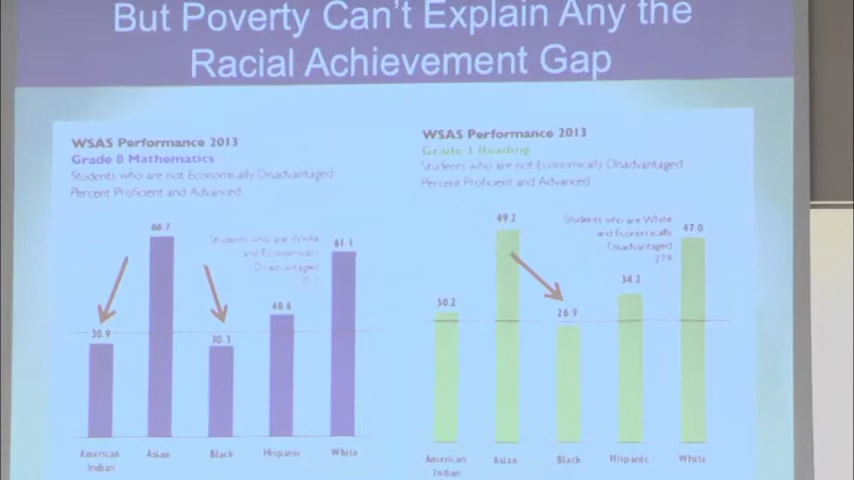 But Poverty Can't Explain Any the
Racial Achievement Gap
WSAS Performance 2013
Grade 8 Mathematics
Students who are not Economically Disadvantaged
Percent Proficient and Advanced
66.7
Students who are White
and Economically
Disadvantaged
61.1
40.6
30.9
30.3
American
Indian
Asian
Black
Hispanic
White
WSAS Performance 2013
Grade 3 Reading
Students who are not Economically Disadvantaged
Percent Proficient and Advanced
49.2
Students who are White
and Economically
Disadvantaged
27.9
47.0
34.2
30.2
26.9
American
Indian
Asian
Black
Hispanic
White